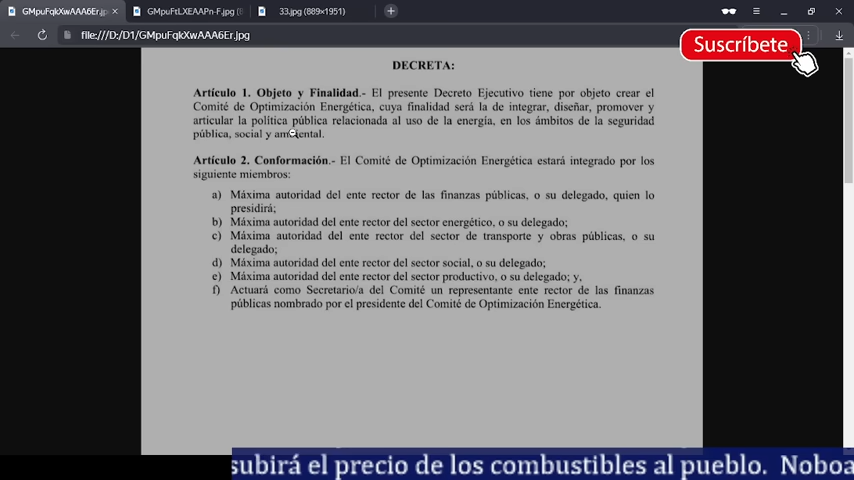 GMpuFqkXwAAA6Er.jp
GMpuFtLXEAAPn-F.jpg
33.jpg (889×1951)
file:///D:/D1/GMpuFqkXwAAA6Er.jpg
Suscríbete
DECRETA:
Artículo 1. Objeto y Finalidad.- El presente Decreto Ejecutivo tiene por objeto crear el
Comité de Optimización Energética, cuya finalidad será la de integrar, diseñar, promover y
articular la política pública relacionada al uso de la energía, en los ámbitos de la seguridad
pública, social y ambiental.
Artículo 2. Conformación.- El Comité de Optimización Energética estará integrado por los
siguiente miembros:
a) Máxima autoridad del ente rector de las finanzas públicas, o su delegado, quien lo
presidirá;
b) Máxima autoridad del ente rector del sector energético, o su delegado;
c) Máxima autoridad del ente rector del sector de transporte y obras públicas, o su
delegado;
d) Máxima autoridad del ente rector del sector social, o su delegado;
e) Máxima autoridad del ente rector del sector productivo, o su delegado; y,
f) Actuará como Secretario/a del Comité un representante ente rector de las finanzas
públicas nombrado por el presidente del Comité de Optimización Energética.
subirá el precio de los combustibles al pueblo. Noboa